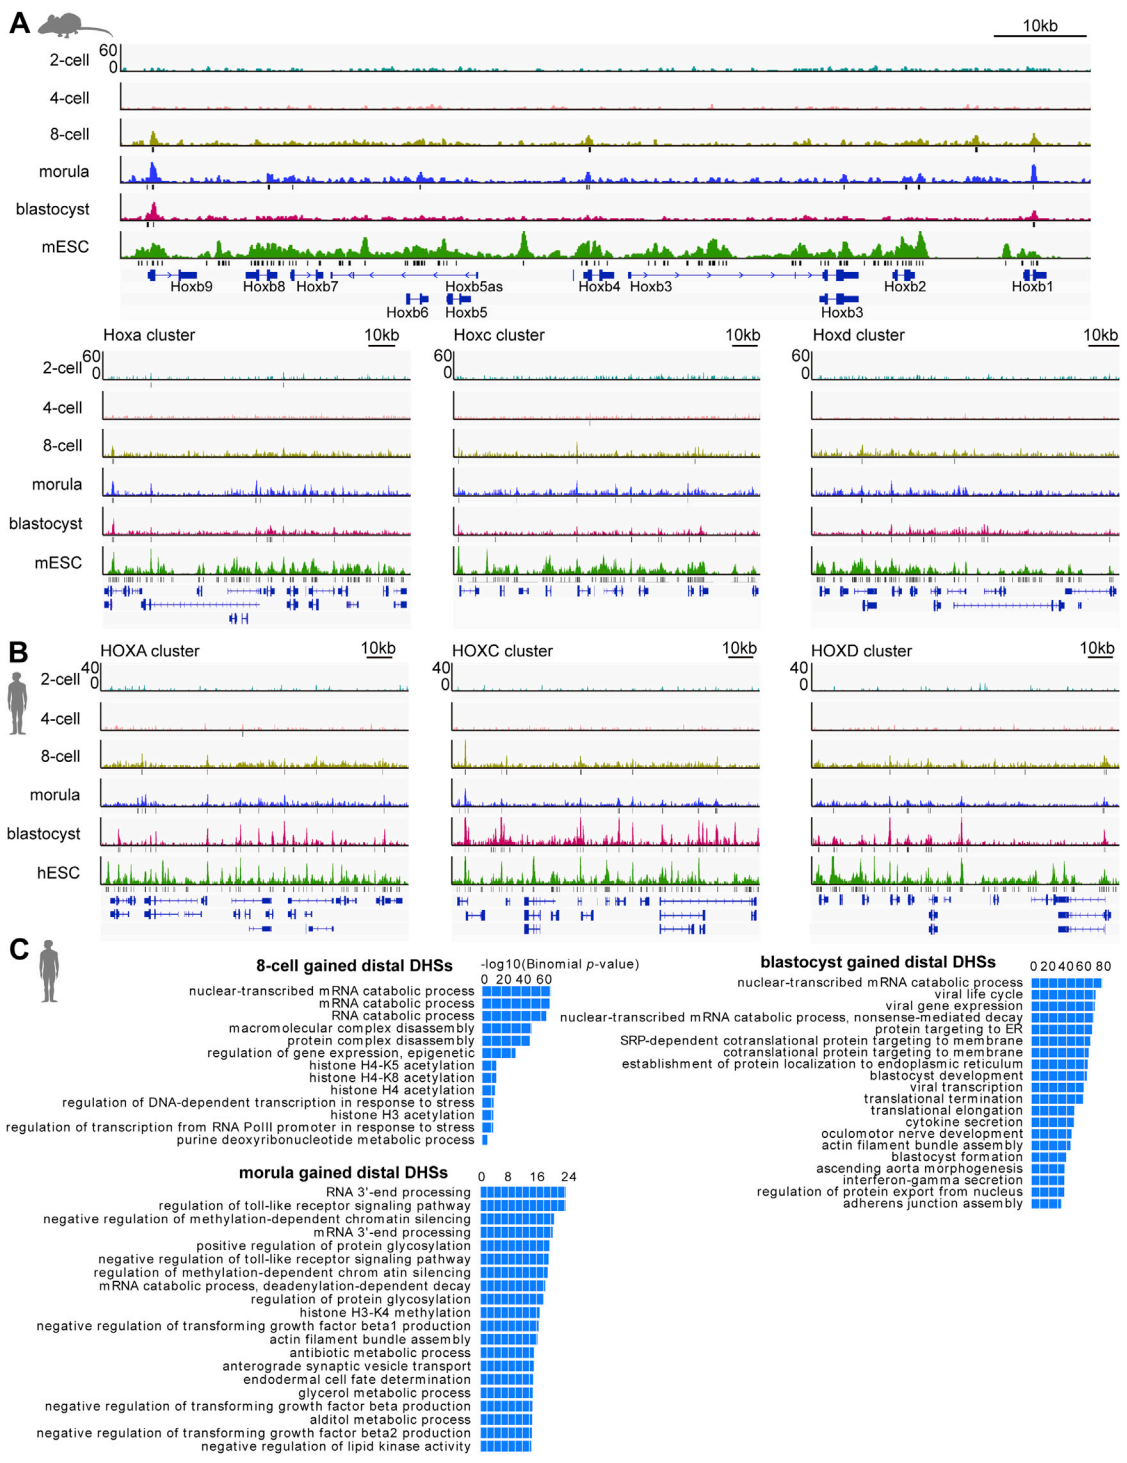 A
10kb
2-cell 60
0
4-cell
8-cell
morula
blastocyst
mESC
Hoxb9 Hoxb8 Hoxb7 Hoxb5as Hoxb4 Hoxb3 Hoxb2 Hoxb1
Hoxb6 Hoxb5 Hoxb3
Hoxa cluster 10kb Hoxc cluster 10kb Hoxd cluster 10kb
2-cell 60 60 60
0 0 0
4-cell
8-cell
morula
blastocyst
mESC
B
HOXA cluster 10kb HOXC cluster 10kb HOXD cluster 10kb
2-cell 40 40 40
0 0 0
4-cell
8-cell
morula
blastocyst
hESC
C
8-cell gained distal DHSs
-log10(Binomial p-value)
0 20 40 60
nuclear-transcribed mRNA catabolic process
mRNA catabolic process
RNA catabolic process
macromolecular complex disassembly
protein complex disassembly
regulation of gene expression, epigenetic
histone H4-K5 acetylation
histone H4-K8 acetylation
histone H4 acetylation
regulation of DNA-dependent transcription in response to stress
histone H3 acetylation
regulation of transcription from RNA PolII promoter in response to stress
purine deoxyribonucleotide metabolic process
morula gained distal DHSs
0 8 16 24
RNA 3'-end processing
regulation of toll-like receptor signaling pathway
negative regulation of methylation-dependent chromatin silencing
mRNA 3'-end processing
positive regulation of protein glycosylation
negative regulation of toll-like receptor signaling pathway
regulation of methylation-dependent chrom atin silencing
mRNA catabolic process, deadenylation-dependent decay
regulation of protein glycosylation
histone H3-K4 methylation
negative regulation of transforming growth factor beta1 production
actin filament bundle assembly
antibiotic metabolic process
anterograde synaptic vesicle transport
endodermal cell fate determination
glycerol metabolic process
negative regulation of transforming growth factor beta production
alditol metabolic process
negative regulation of transforming growth factor beta2 production
negative regulation of lipid kinase activity
blastocyst gained distal DHSs
0 20 40 60 80
nuclear-transcribed mRNA catabolic process
viral life cycle
viral gene expression
nuclear-transcribed mRNA catabolic process, nonsense-mediated decay
protein targeting to ER
SRP-dependent cotranslational protein targeting to membrane
cotranslational protein targeting to membrane
establishment of protein localization to endoplasmic reticulum
blastocyst development
viral transcription
translational termination
translational elongation
cytokine secretion
oculomotor nerve development
actin filament bundle assembly
blastocyst formation
ascending aorta morphogenesis
interferon-gamma secretion
regulation of protein export from nucleus
adherens junction assembly